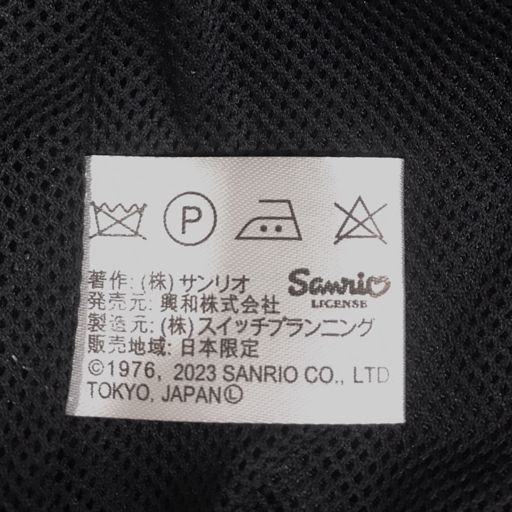 P
著作: (株) サンリオ
Sanrio
LICENSE
発売元: 興和株式会社
製造元: (株) スイッチプランニング
販売地域: 日本限定
©1976, 2023 SANRIO CO., LTD
TOKYO, JAPANⓁ